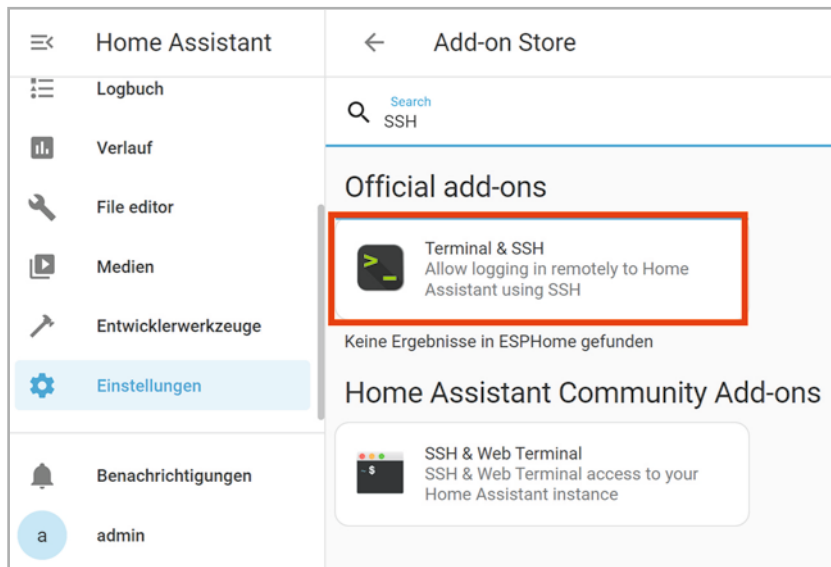 Home Assistant
Logbuch
Verlauf
File editor
Medien
Entwicklerwerkzeuge
Einstellungen
Benachrichtigungen
a
admin
Add-on Store
Search
SSH
Official add-ons
>_
Terminal & SSH
Allow logging in remotely to Home
Assistant using SSH
Keine Ergebnisse in ESPHome gefunden
Home Assistant Community Add-ons
~ $
SSH & Web Terminal
SSH & Web Terminal access to your
Home Assistant instance